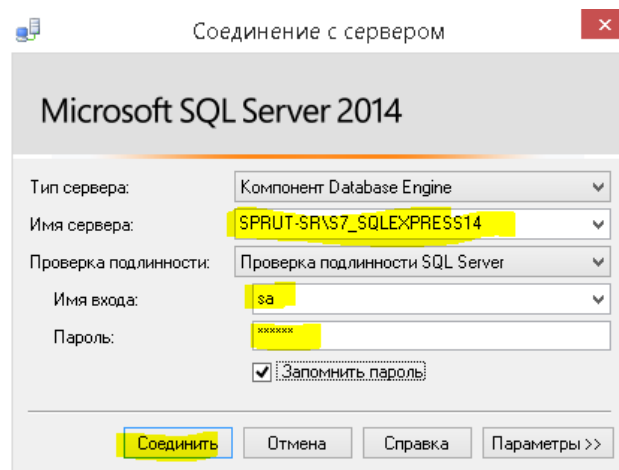 Соединение с сервером
Microsoft SQL Server 2014
Тип сервера: Компонент Database Engine
Имя сервера: SPRUT-SR\S7_SQLEXPRESS14
Проверка подлинности: Проверка подлинности SQL Server
Имя входа: sa
Пароль: ******
Запомнить пароль
Соединить Отмена Справка Параметры >>